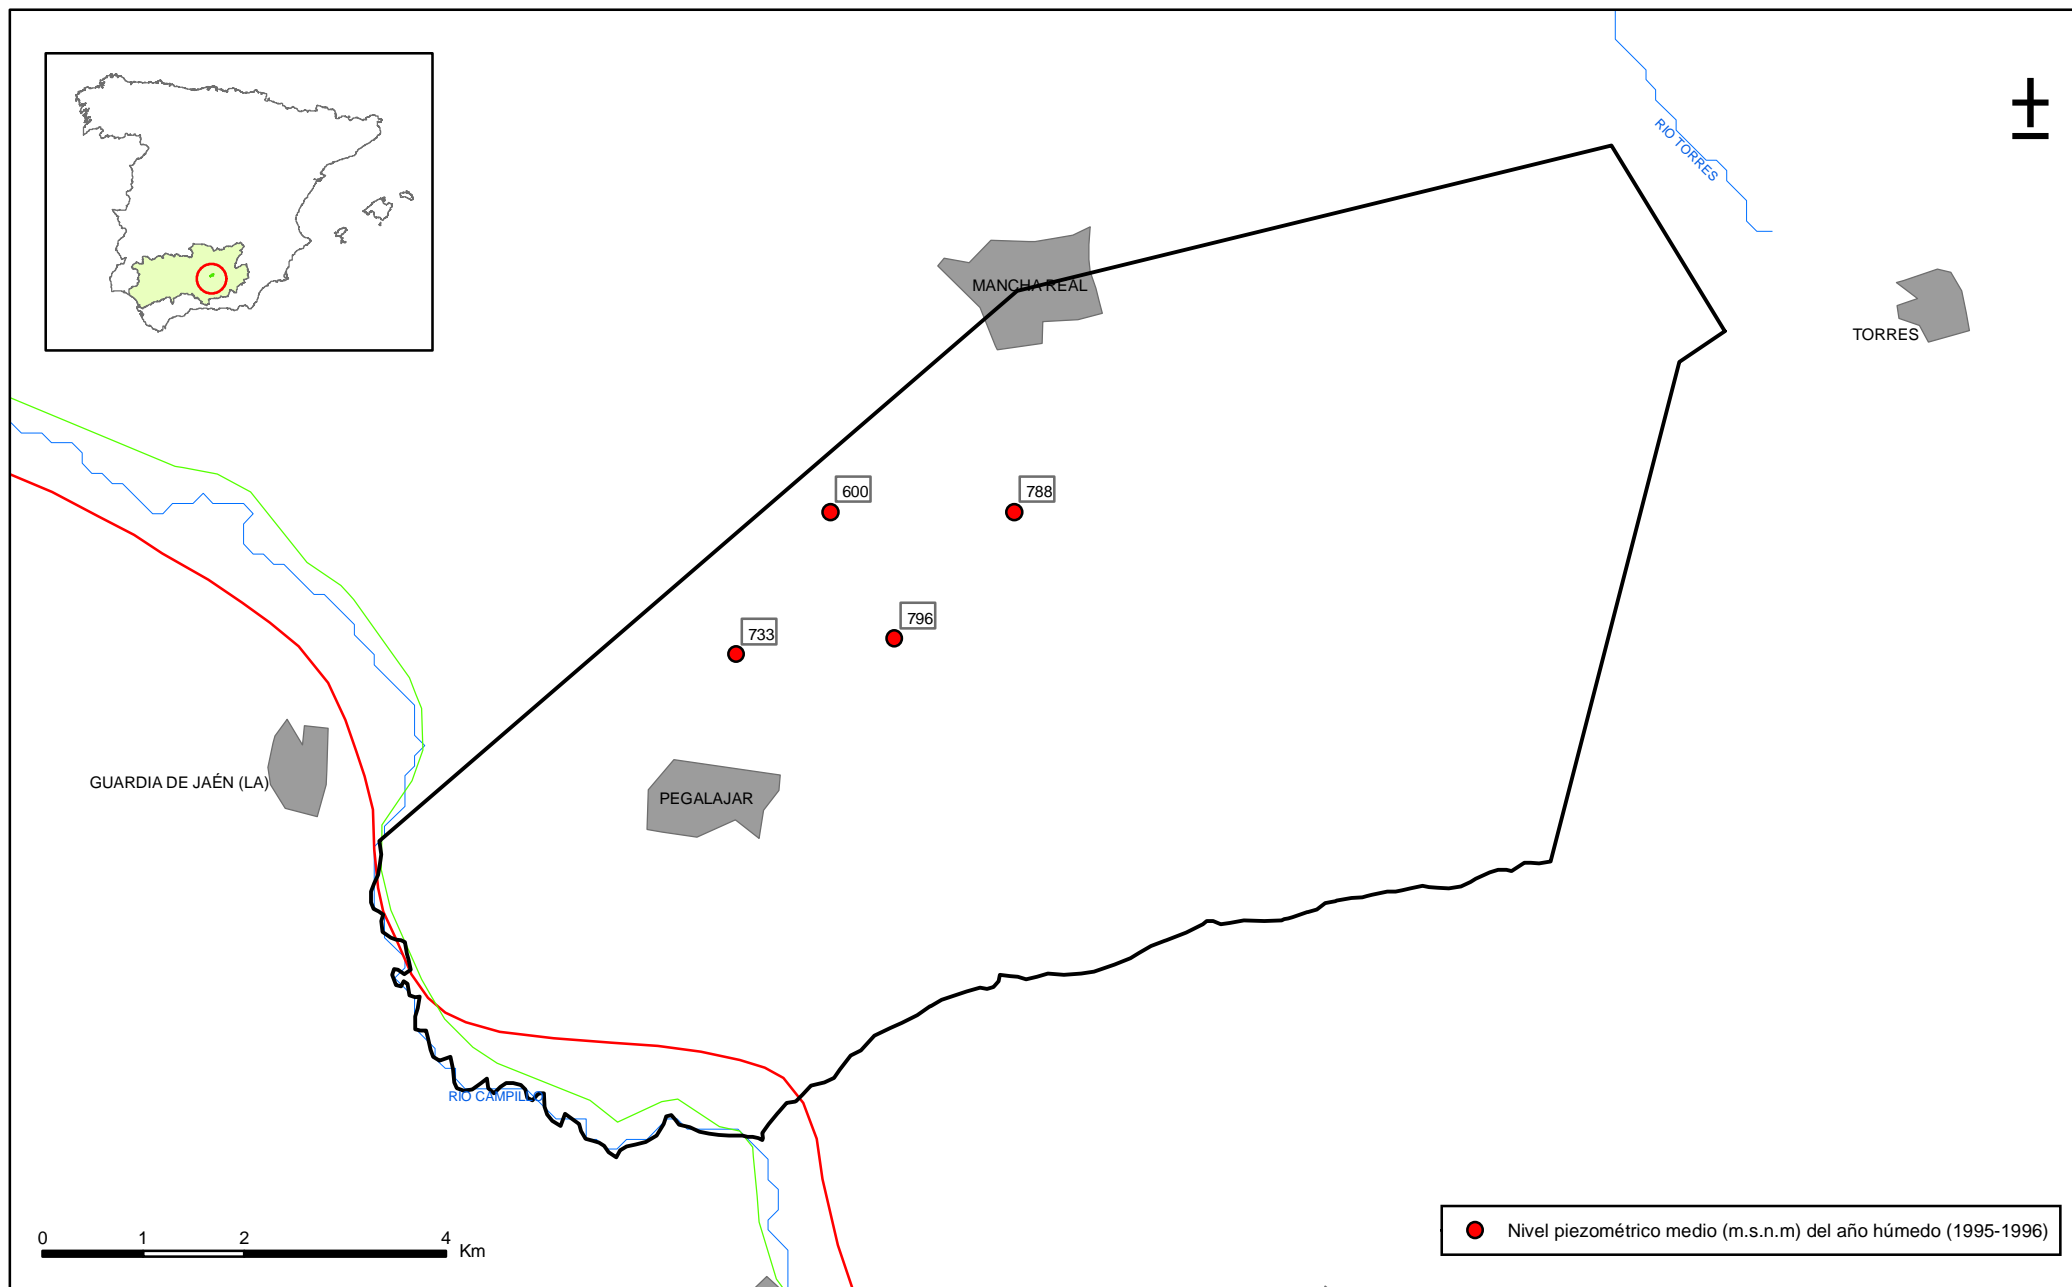 RIO TORRES
MANCHA REAL
TORRES
600
788
796
733
GUARDIA DE JAÉN (LA)
PEGALAJAR
RIO CAMPILLO
0 1 2 4
Km
Nivel piezométrico medio (m.s.n.m) del año húmedo (1995-1996)